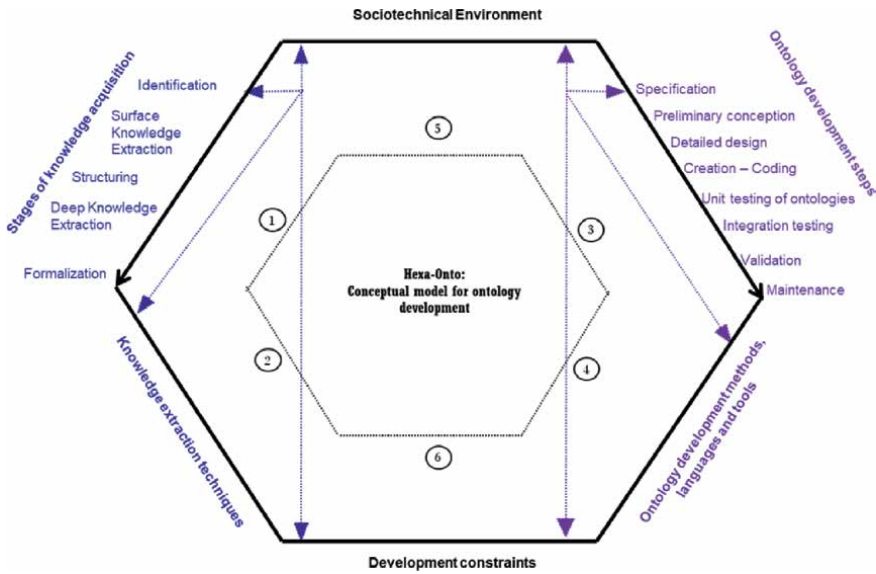 Sociotechnical Environment
Stages of knowledge acquisition
Identification
Surface
Knowledge
Extraction
Structuring
Deep Knowledge
Extraction
Formalization
Ontology development steps
Specification
Preliminary conception
Detailed design
Creation – Coding
Unit testing of ontologies
Integration testing
Validation
Maintenance
5
1
3
Hexa-Onto:
Conceptual model for ontology
development
2
4
6
Knowledge extraction techniques
Ontology development methods,
languages and tools
Development constraints